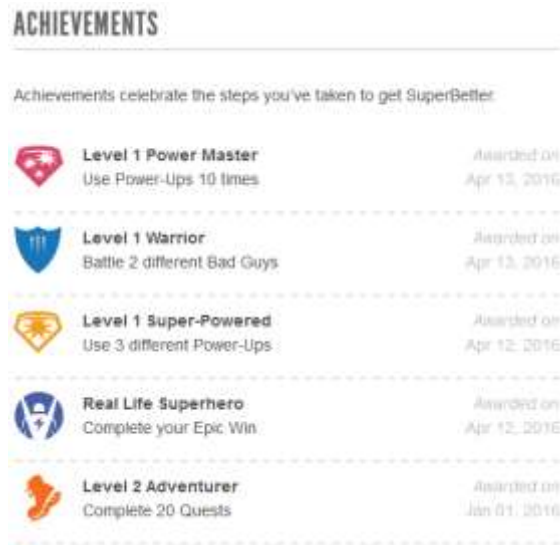 ACHIEVEMENTS
Achievements celebrate the steps you've taken to get SuperBetter.
Level 1 Power Master
Awarded on
Use Power-Ups 10 times
Apr 13, 2016
Level 1 Warrior
Awarded on
Battle 2 different Bad Guys
Apr 13, 2016
Level 1 Super-Powered
Awarded on
Use 3 different Power-Ups
Apr 12, 2016
Real Life Superhero
Awarded on
Complete your Epic Win
Apr 12, 2016
Level 2 Adventurer
Awarded on
Complete 20 Quests
Jan 01, 2016